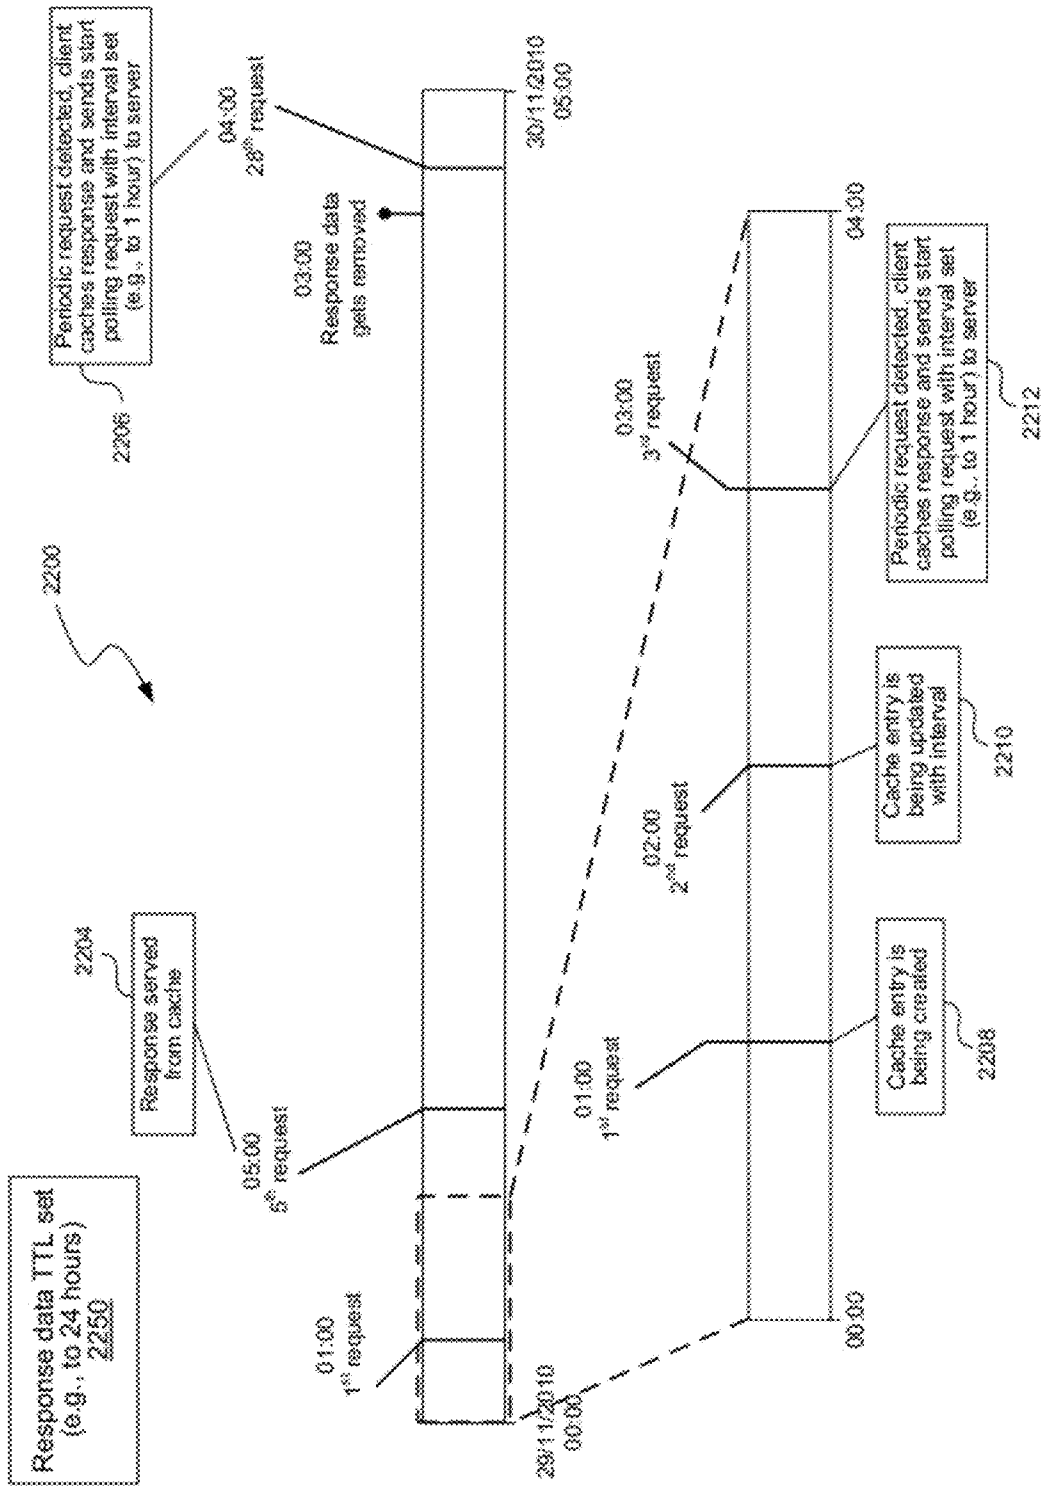 Response data TTL set
(e.g., to 24 hours)
2250
2204
Response served
from cache
2200
2206
Periodic request detected, client
caches response and sends start
polling request with interval set
(e.g., to 1 hour) to server
01:00
1st request
05:00
5th request
03:00
Response data
gets removed
04:00
28th request
29/11/2010
00:00
30/11/2010
05:00
01:00
1st request
02:00
2nd request
03:00
3rd request
00:00
04:00
Cache entry is
being created
2208
Cache entry is
being updated
with interval
2210
Periodic request detected, client
caches response and sends start
polling request with interval set
(e.g., to 1 hour) to server
2212